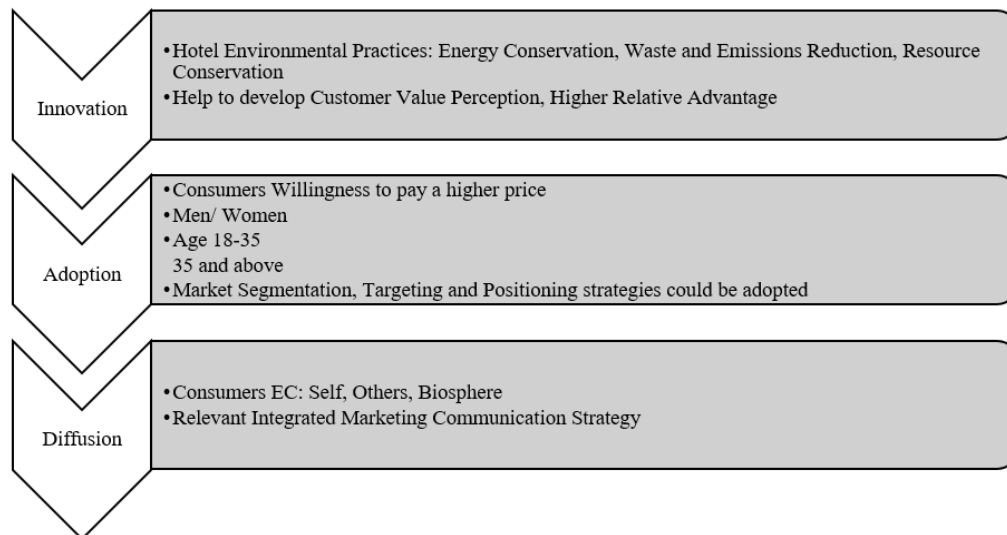 Innovation
•Hotel Environmental Practices: Energy Conservation, Waste and Emissions Reduction, Resource
Conservation
•Help to develop Customer Value Perception, Higher Relative Advantage
Adoption
•Consumers Willingness to pay a higher price
•Men/ Women
•Age 18-35
35 and above
•Market Segmentation, Targeting and Positioning strategies could be adopted
Diffusion
•Consumers EC: Self, Others, Biosphere
•Relevant Integrated Marketing Communication Strategy